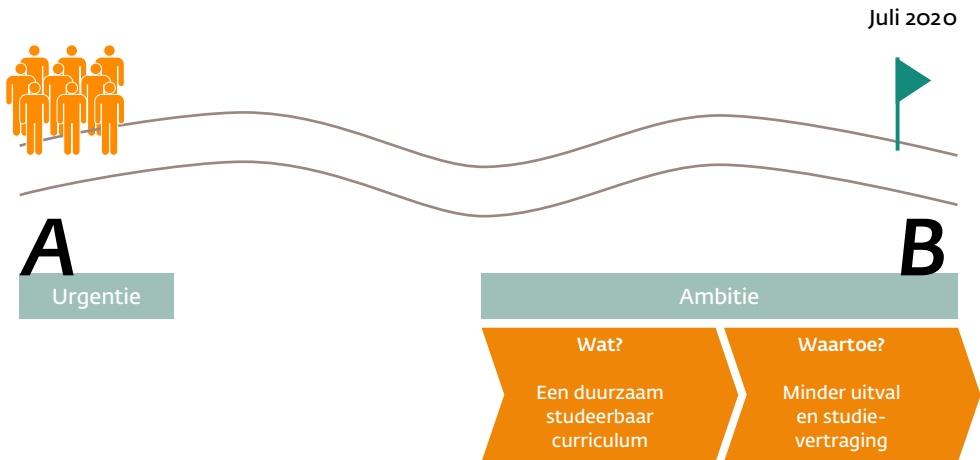 Juli 2020
A
B
Urgentie
Ambitie
Wat?
Een duurzaam
studeerbaar
curriculum
Waartoe?
Minder uitval
en studie-
vertraging